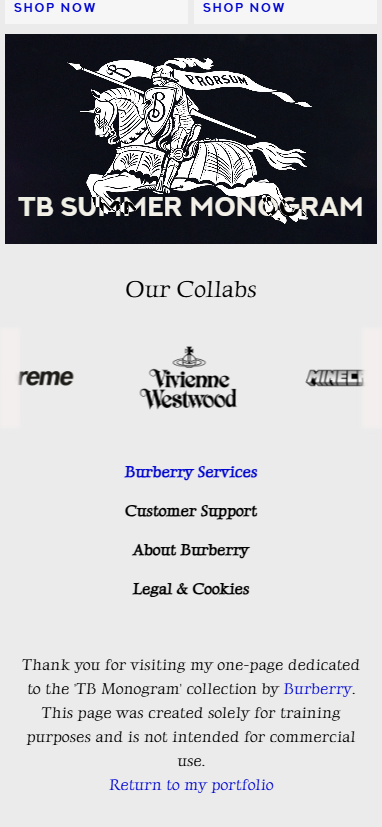 SHOP NOW
SHOP NOW
PRORSUM
B
TB SUMMER MONOGRAM
Our Collabs
reme
Vivienne
Westwood
MINEC
Burberry Services
Customer Support
About Burberry
Legal & Cookies
Thank you for visiting my one-page dedicated
to the 'TB Monogram' collection by Burberry.
This page was created solely for training
purposes and is not intended for commercial
use.
Return to my portfolio